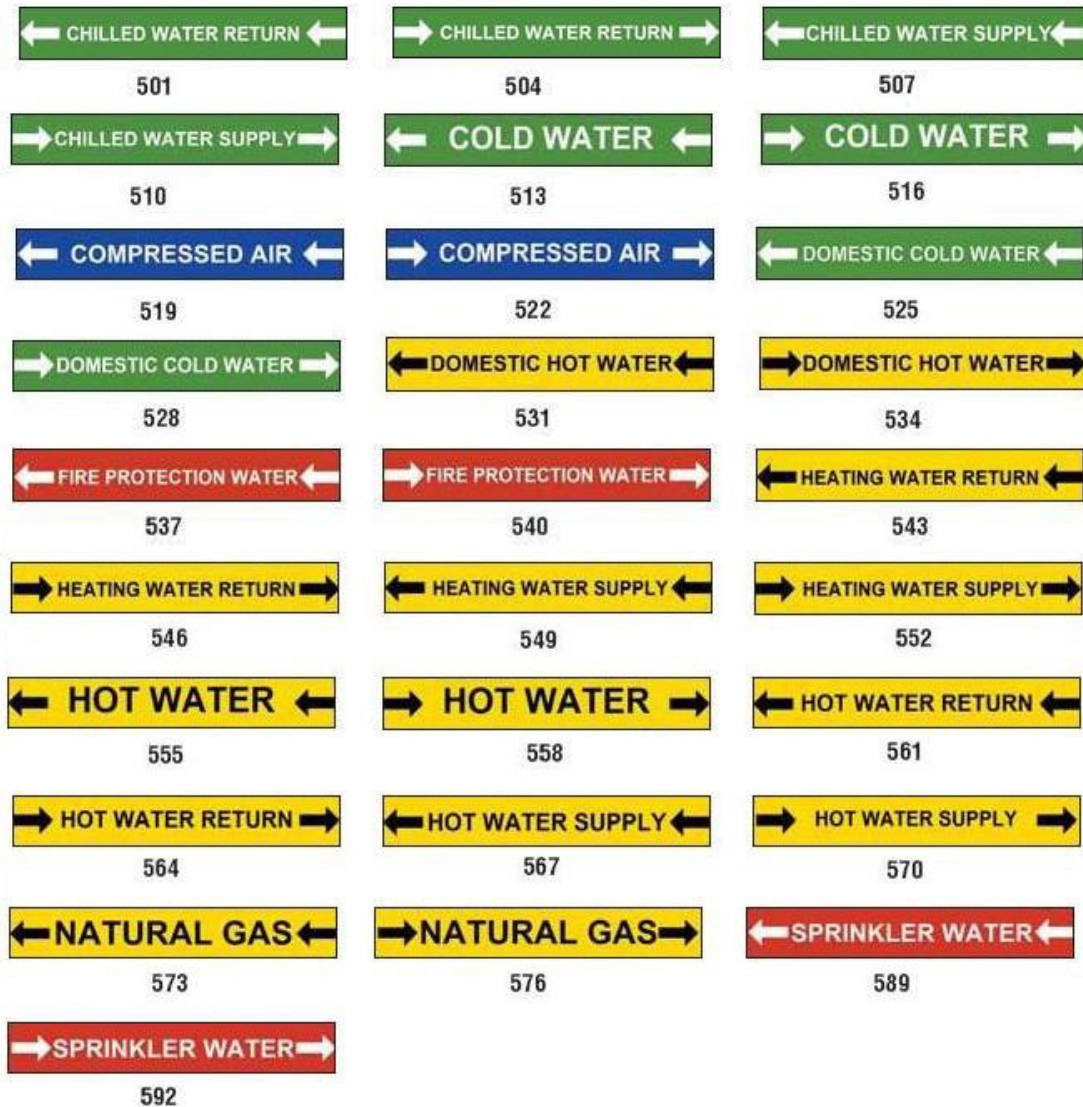 CHILLED WATER RETURN
CHILLED WATER RETURN
CHILLED WATER SUPPLY
501
504
507
CHILLED WATER SUPPLY
COLD WATER
COLD WATER
510
513
516
COMPRESSED AIR
COMPRESSED AIR
DOMESTIC COLD WATER
519
522
525
DOMESTIC COLD WATER
DOMESTIC HOT WATER
DOMESTIC HOT WATER
528
531
534
FIRE PROTECTION WATER
FIRE PROTECTION WATER
HEATING WATER RETURN
537
540
543
HEATING WATER RETURN
HEATING WATER SUPPLY
HEATING WATER SUPPLY
546
549
552
HOT WATER
HOT WATER
HOT WATER RETURN
555
558
561
HOT WATER RETURN
HOT WATER SUPPLY
HOT WATER SUPPLY
564
567
570
NATURAL GAS
NATURAL GAS
SPRINKLER WATER
573
576
589
SPRINKLER WATER
592